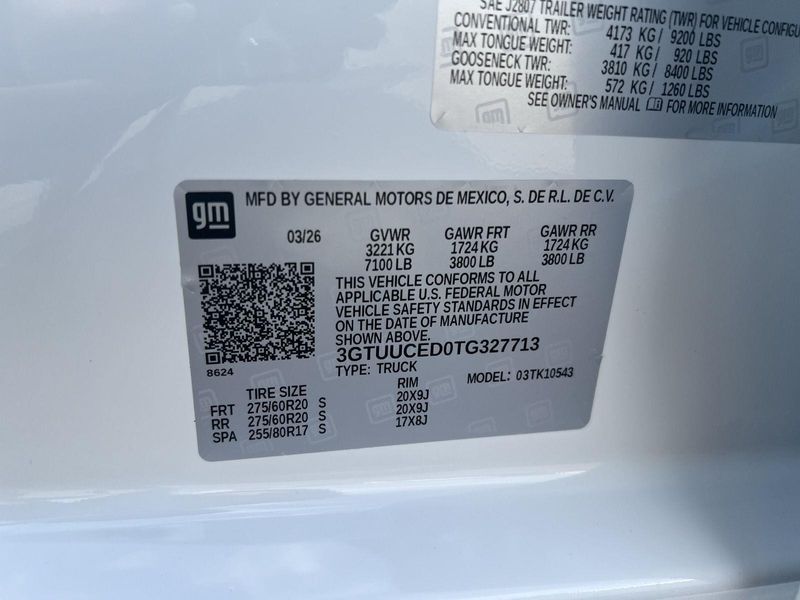 SAE J2807 TRAILER WEIGHT RATING (TWR) FOR VEHICLE
CONVENTIONAL TWR: 4173 KG / 9200 LBS
MAX TONGUE WEIGHT: 417 KG / 920 LBS
GOOSENECK TWR: 3810 KG / 8400 LBS
MAX TONGUE WEIGHT: 572 KG / 1260 LBS
SEE OWNER'S MANUAL FOR MORE INFORMATION
gm MFD BY GENERAL MOTORS DE MEXICO, S. DE R.L. DE C.V.
03/26 GVWR GAWR FRT GAWR RR
3221 KG 1724 KG 1724 KG
7100 LB 3800 LB 3800 LB
THIS VEHICLE CONFORMS TO ALL
APPLICABLE U.S. FEDERAL MOTOR
VEHICLE SAFETY STANDARDS IN EFFECT
ON THE DATE OF MANUFACTURE
SHOWN ABOVE.
3GTUUCED0TG327713
8624 TYPE: TRUCK MODEL: 03TK10543
TIRE SIZE RIM
FRT 275/60R20 S 20X9J
RR 275/60R20 S 20X9J
SPA 255/80R17 S 17X8J